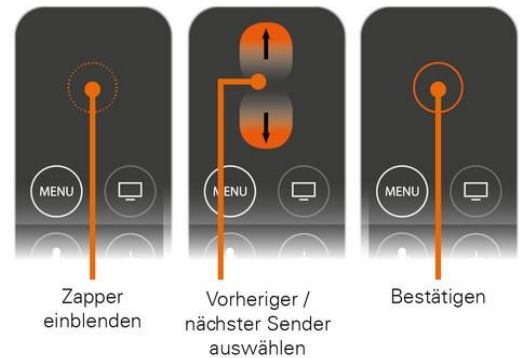 MENU
MENU
MENU
Zapper
einblenden
Vorheriger /
nächster Sender
auswählen
Bestätigen